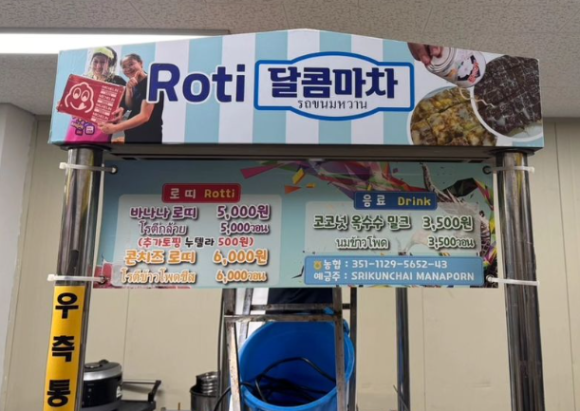 Roti 달콤마차
รถขนมหวาน
로띠 Rotti
바나나 로띠 5,000원
โรตีกล้วย 5,000วอน
(추가토핑 누텔라 500원)
콘치즈 로띠 6,000원
โรตีข้าวโพดชีส 6,000วอน
음료 Drink
코코넛 옥수수 밀크 3,500원
นมข้าวโพด 3,500วอน
농협 : 351-1129-5652-43
예금주 : SRIKUNCHAI MANAPORN
우측통